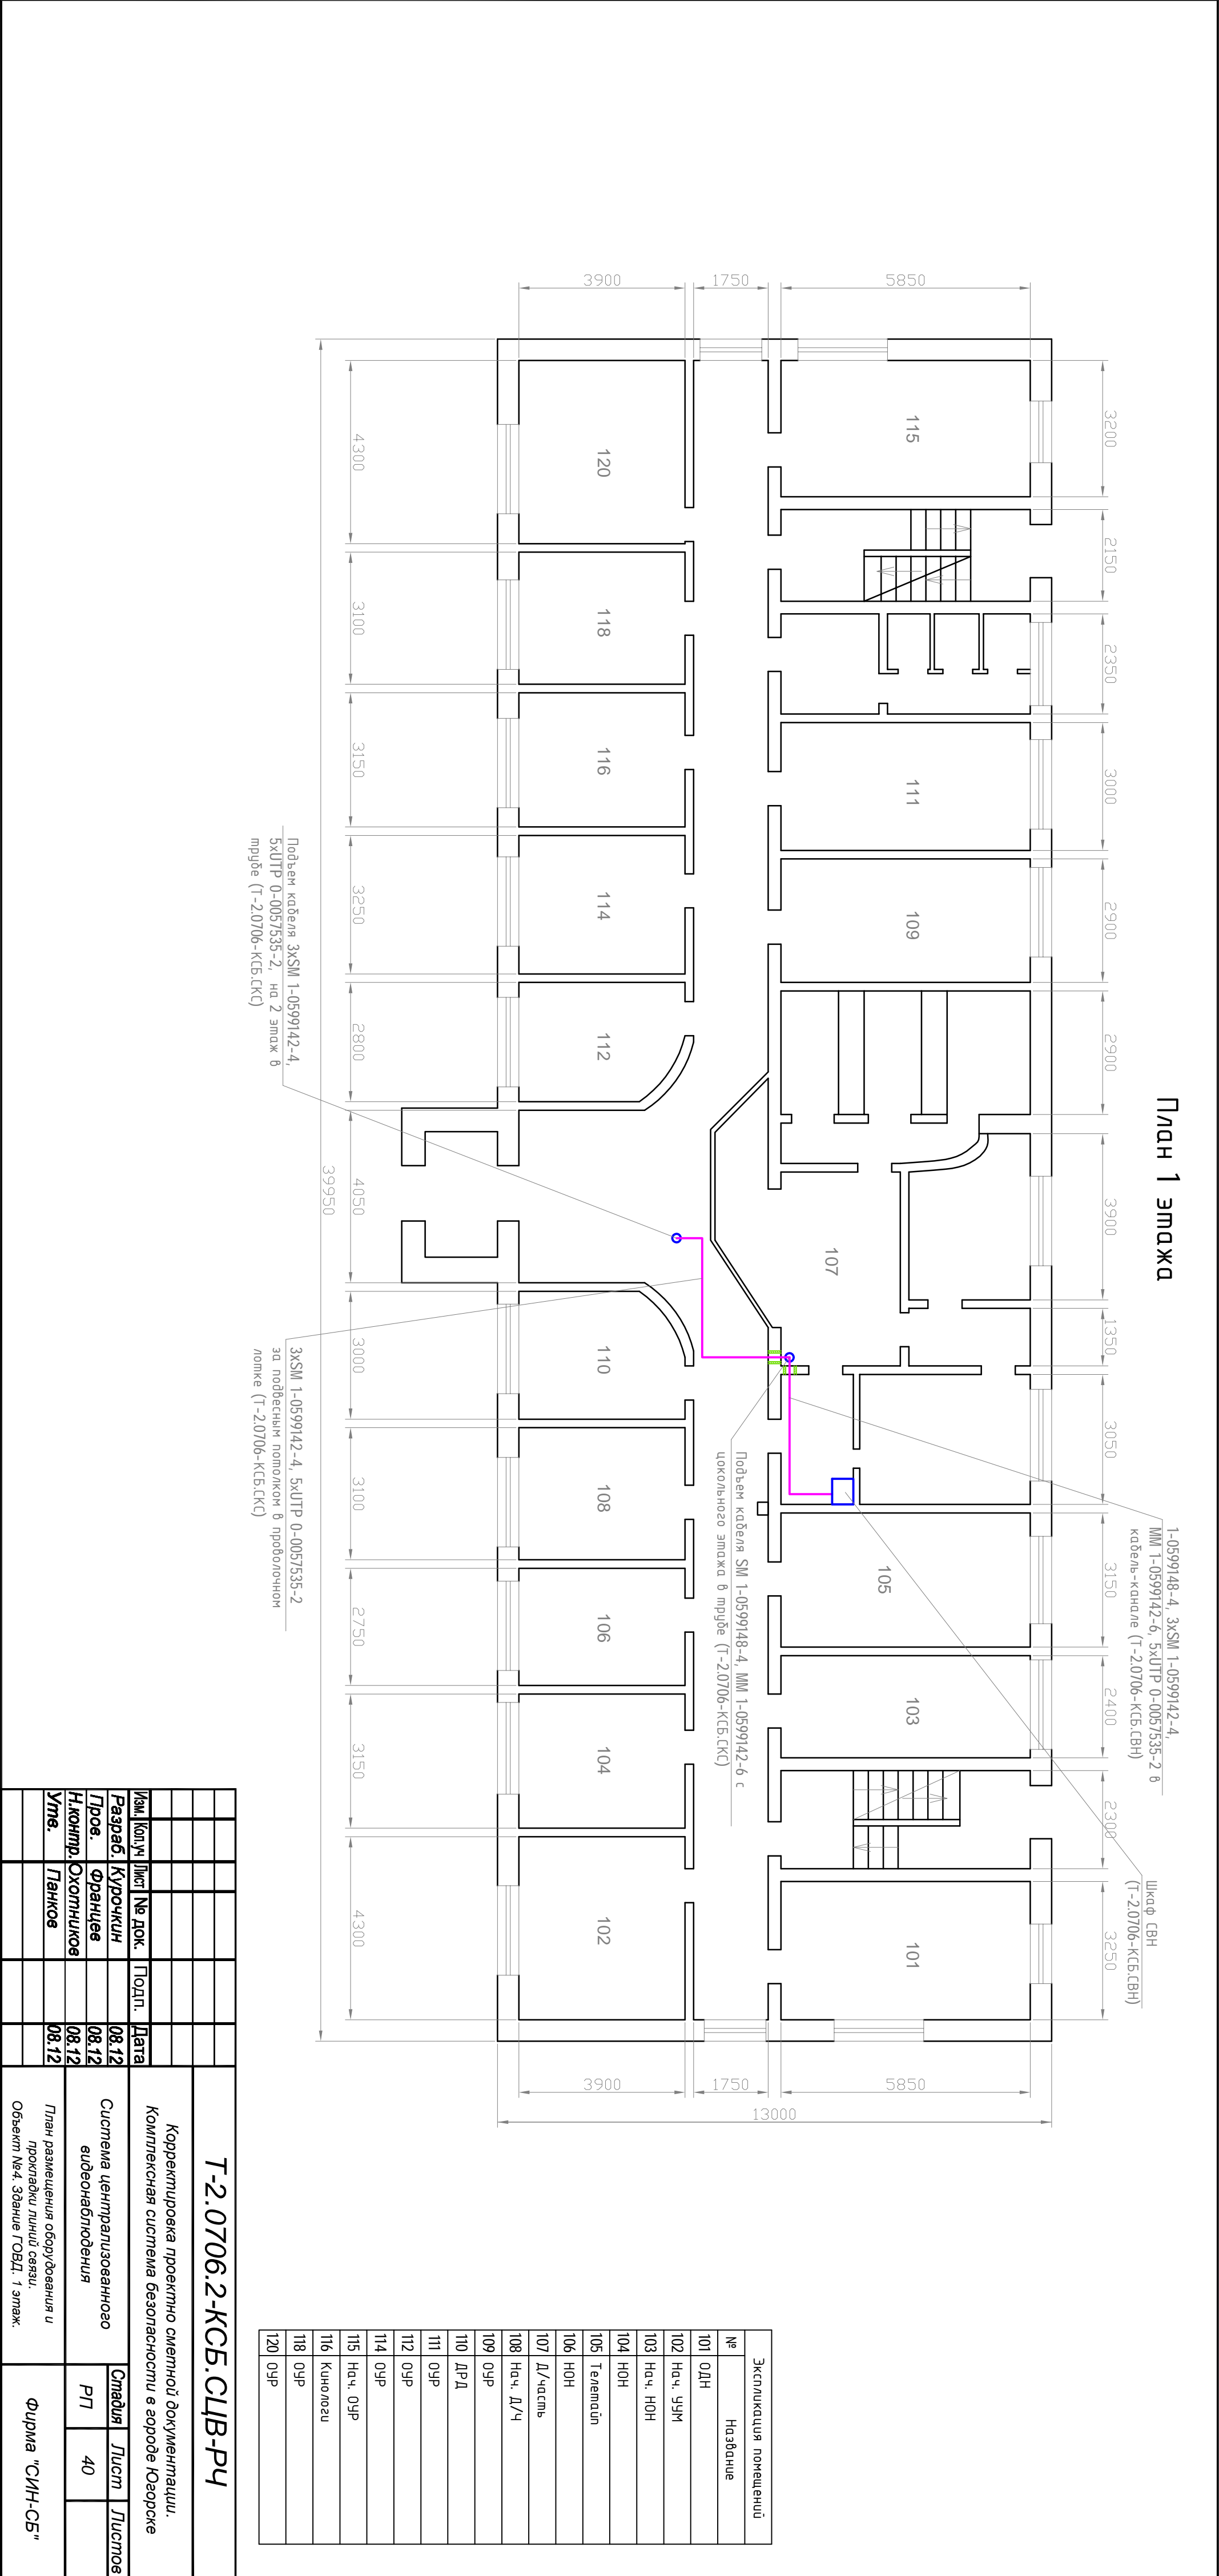 План 1 этажа
3200
2150
2350
3000
2900
2900
3900
1350
3050
3150
2400
2300
3250
1-0599148-4, 3xSM 1-0599142-4,
MM 1-0599142-6, 5xUTP 0-0057535-2 в
кабель-канале (Т-2.0706-КСБ.СВН)
Шкаф СВН
(Т-2.0706-КСБ.СВН)
5850
1750
3900
115
111
109
107
105
103
101
Подъем кабеля SM 1-0599148-4, MM 1-0599142-6 с
цокольного этажа в трубе (Т-2.0706-КСБ.СКС)
120
118
116
114
112
110
108
106
104
102
5850
1750
3900
13000
4300
3100
3150
3250
2800
4050
3000
3100
2750
3150
4300
39950
Подъем кабеля 3xSM 1-0599142-4,
5xUTP 0-0057535-2, на 2 этаж в
трубе (Т-2.0706-КСБ.СКС)
3xSM 1-0599142-4, 5xUTP 0-0057535-2
за подвесным потолком в проволочном
лотке (Т-2.0706-КСБ.СКС)
Экспликация помещений
№ Название
101 ОДН
102 Нач. УУМ
103 Нач. НОН
104 НОН
105 Телетайп
106 НОН
107 Д/часть
108 Нач. Д/Ч
109 ОУР
110 ДРД
111 ОУР
112 ОУР
114 ОУР
115 Нач. ОУР
116 Кинологи
118 ОУР
120 ОУР
Т-2.0706.2-КСБ.СЦВ-РЧ
Корректировка проектно сметной документации.
Комплексная система безопасности в городе Югорске
Изм. Кол.уч Лист № док. Подп. Дата
Разраб. Курочкин 08.12
Пров. Францев 08.12
Н.контр. Охотников 08.12
Утв. Панков 08.12
Система централизованного
видеонаблюдения
Стадия Лист Листов
РП 40
План размещения оборудования и
прокладки линий связи.
Объект №4. Здание ГОВД. 1 этаж.
Фирма "СИН-СБ"